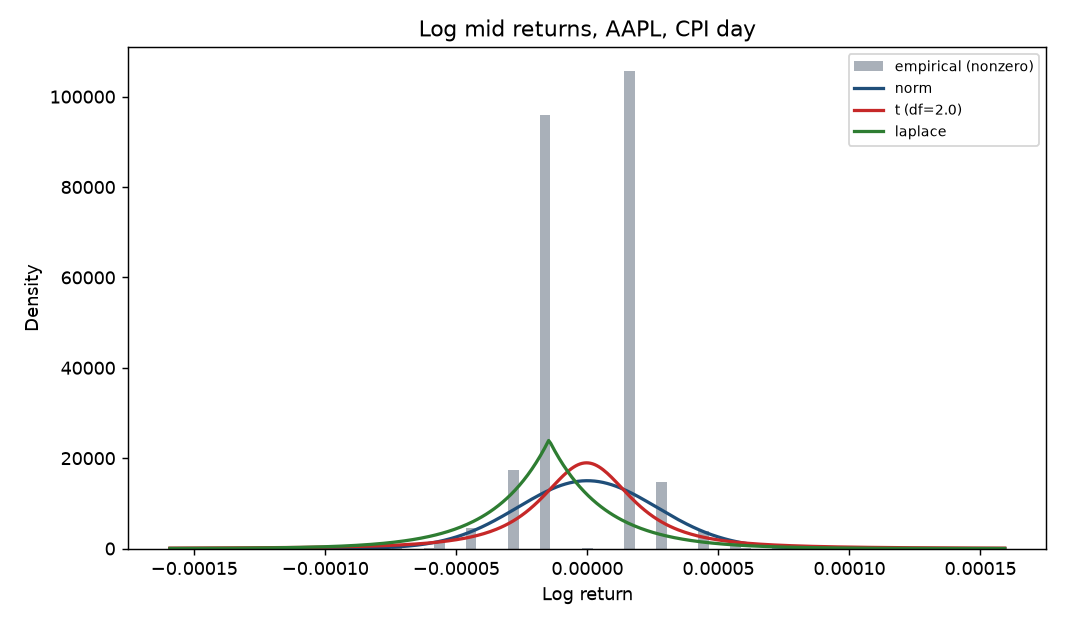 Log mid returns, AAPL, CPI day
empirical (nonzero)
norm
t (df=2.0)
laplace
Density
100000
80000
60000
40000
20000
0
−0.00015 −0.00010 −0.00005 0.00000 0.00005 0.00010 0.00015
Log return